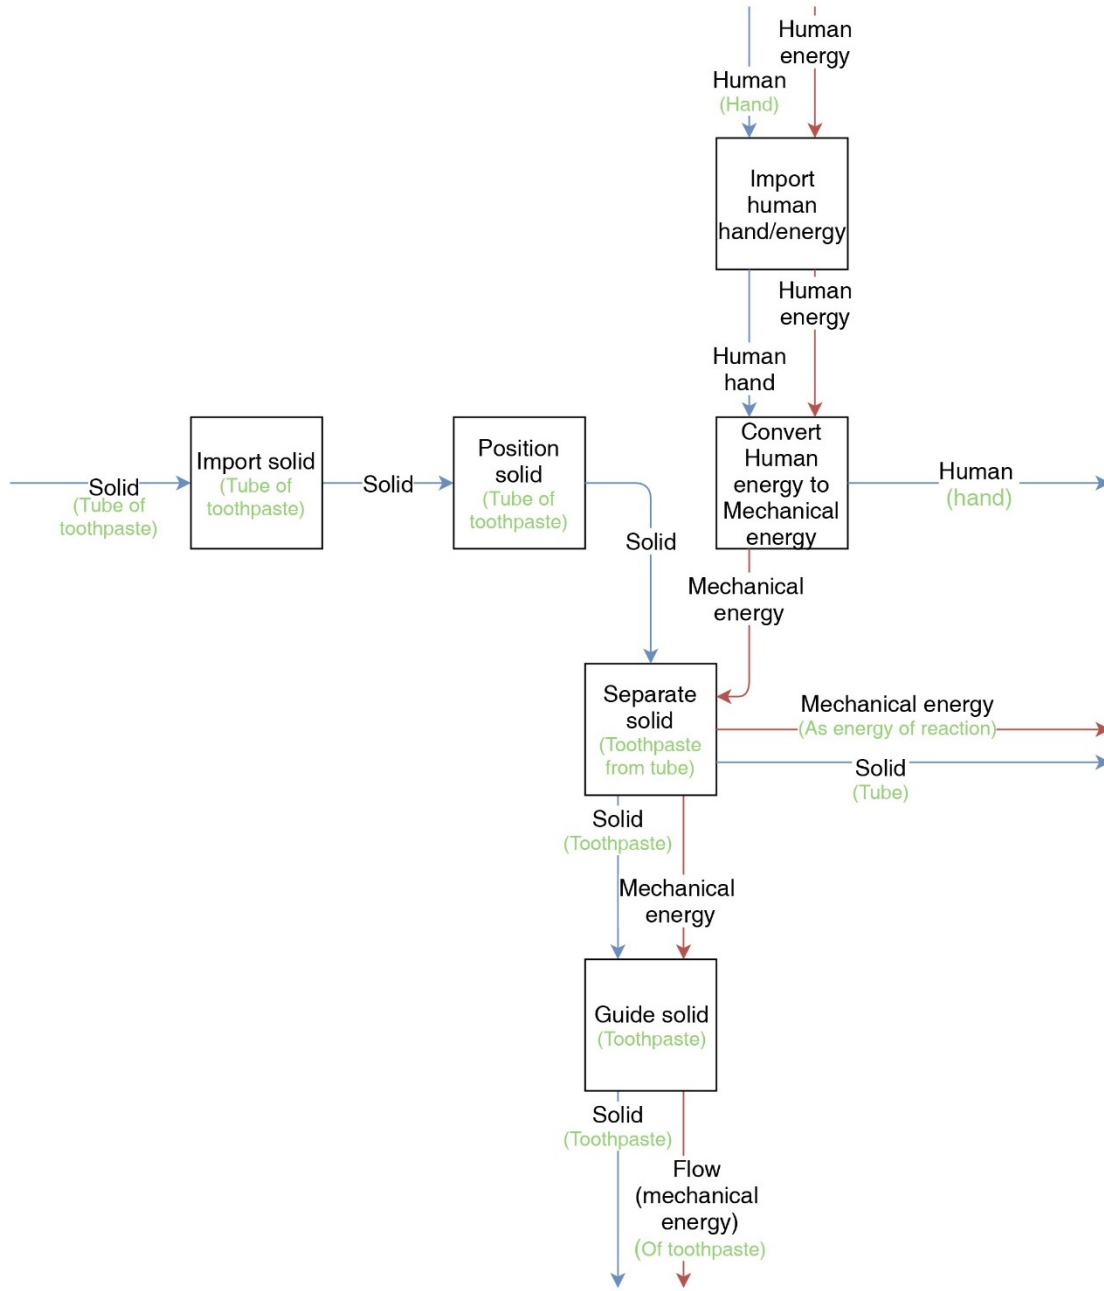 Human
energy
Human
(Hand)
Import
human
hand/energy
Human
energy
Human
hand
Solid
(Tube of
toothpaste)
Import solid
(Tube of
toothpaste)
Solid
Position
solid
(Tube of
toothpaste)
Solid
Convert
Human
energy to
Mechanical
energy
Human
(hand)
Mechanical
energy
Separate
solid
(Toothpaste
from tube)
Mechanical energy
(As energy of reaction)
Solid
(Tube)
Solid
(Toothpaste)
Mechanical
energy
Guide solid
(Toothpaste)
Solid
(Toothpaste)
Flow
(mechanical
energy)
(Of toothpaste)